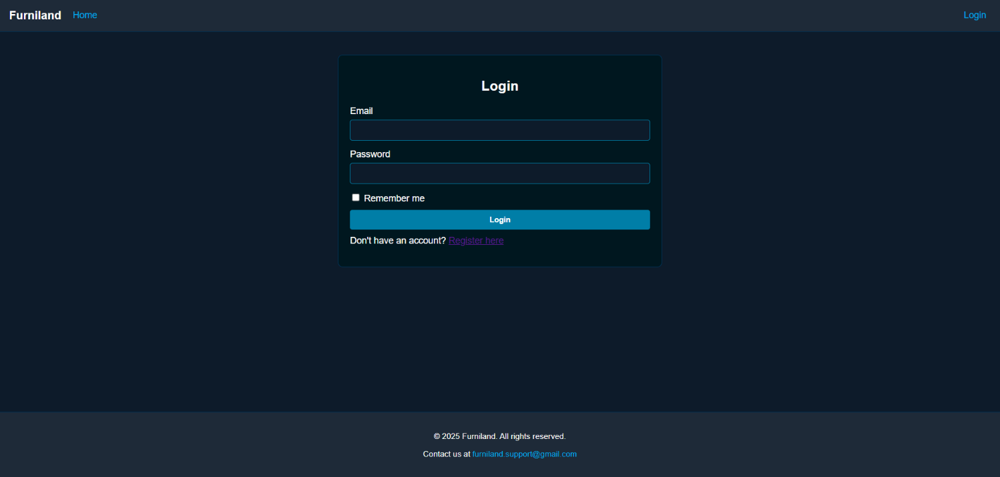 Furniland Home Login
Login
Email
Password
Remember me
Login
Don't have an account? Register here
© 2025 Furniland. All rights reserved.
Contact us at furniland.support@gmail.com